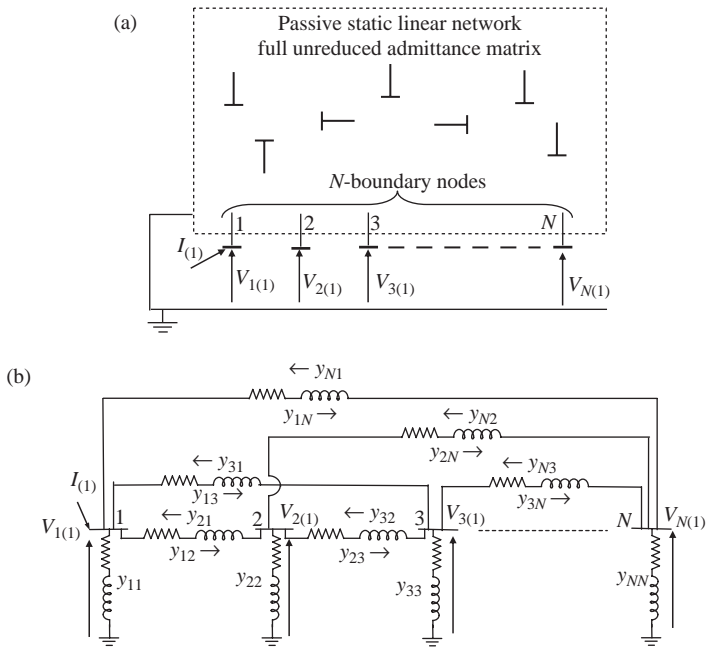 (a)
Passive static linear network
full unreduced admittance matrix
N-boundary nodes
1 2 3 N
I(1)
V1(1) V2(1) V3(1) VN(1)
(b)
← yN1
y1N →
← yN2
y2N →
← y31
y13 →
← yN3
y3N →
I(1)
V1(1) 1 ← y21 2 V2(1) ← y32 3 V3(1) N VN(1)
y12 → y23 →
y11 y22 y33 yNN